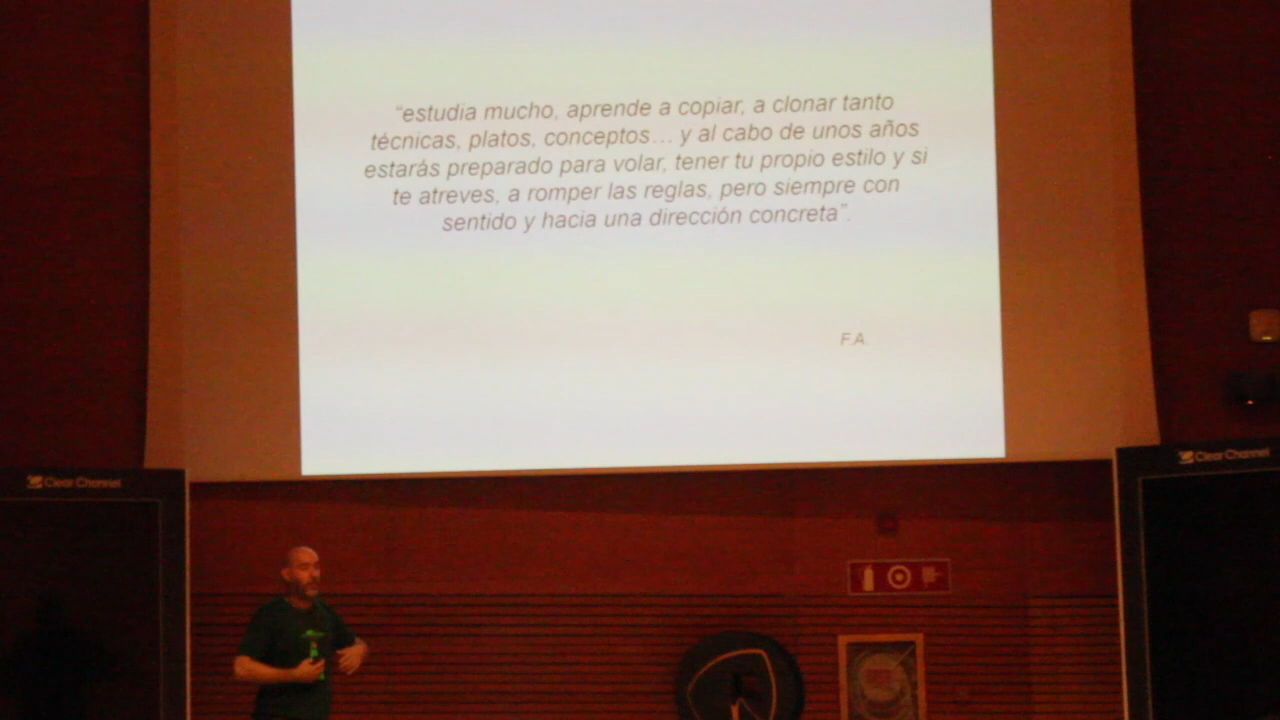 “estudia mucho, aprende a copiar, a clonar tanto
técnicas, platos, conceptos... y al cabo de unos años
estarás preparado para volar, tener tu propio estilo y si
te atreves, a romper las reglas, pero siempre con
sentido y hacia una dirección concreta”.
F.A.
Clear Channel
Clear Channel